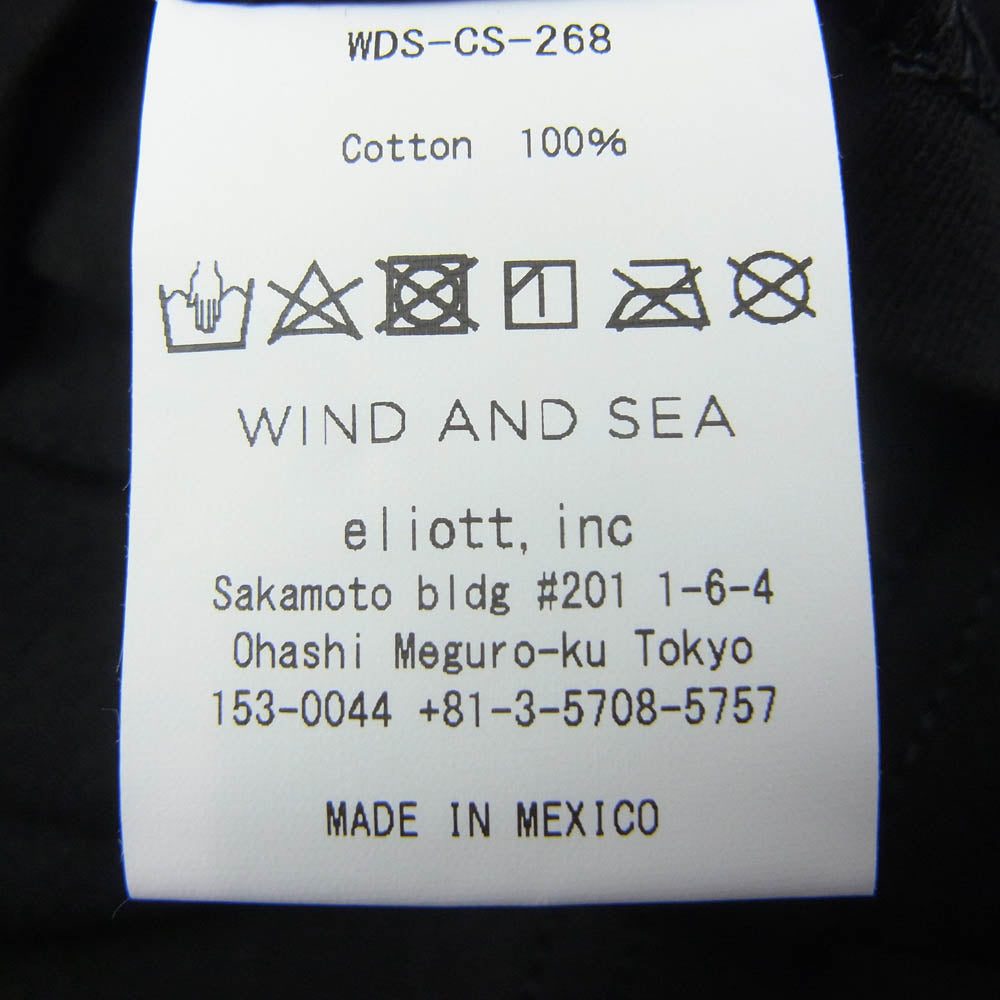 WDS-CS-268
Cotton 100%
WIND AND SEA
eliott, inc
Sakamoto bldg #201 1-6-4
Ohashi Meguro-ku Tokyo
153-0044 +81-3-5708-5757
MADE IN MEXICO